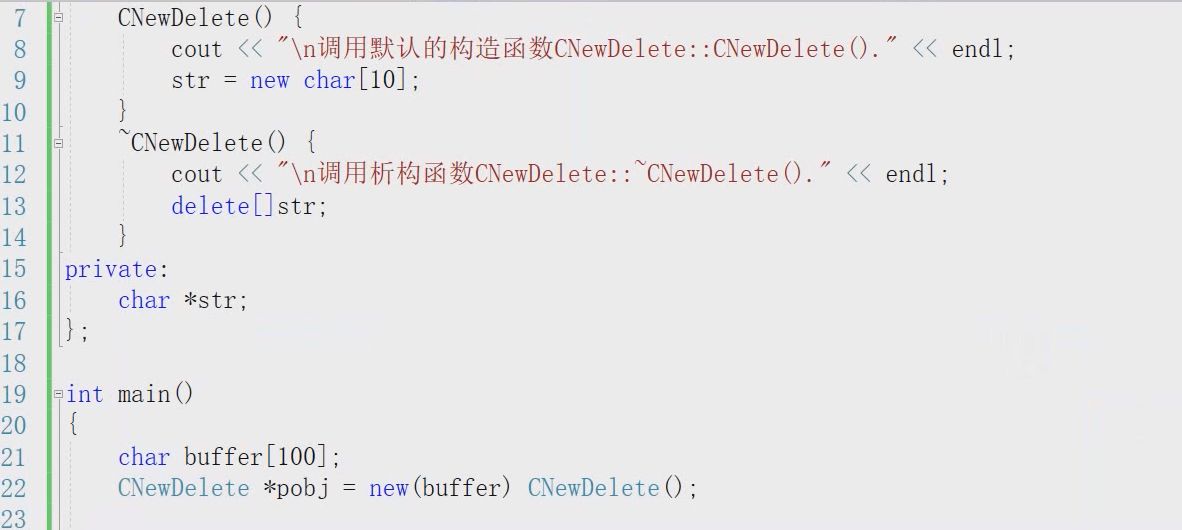 7 CNewDelete() {
8 cout << "\n调用默认的构造函数CNewDelete::CNewDelete()." << endl;
9 str = new char[10];
10 }
11 ~CNewDelete() {
12 cout << "\n调用析构函数CNewDelete::~CNewDelete()." << endl;
13 delete[]str;
14 }
15 private:
16 char *str;
17 };
18
19 int main()
20 {
21 char buffer[100];
22 CNewDelete *pobj = new(buffer) CNewDelete();
23